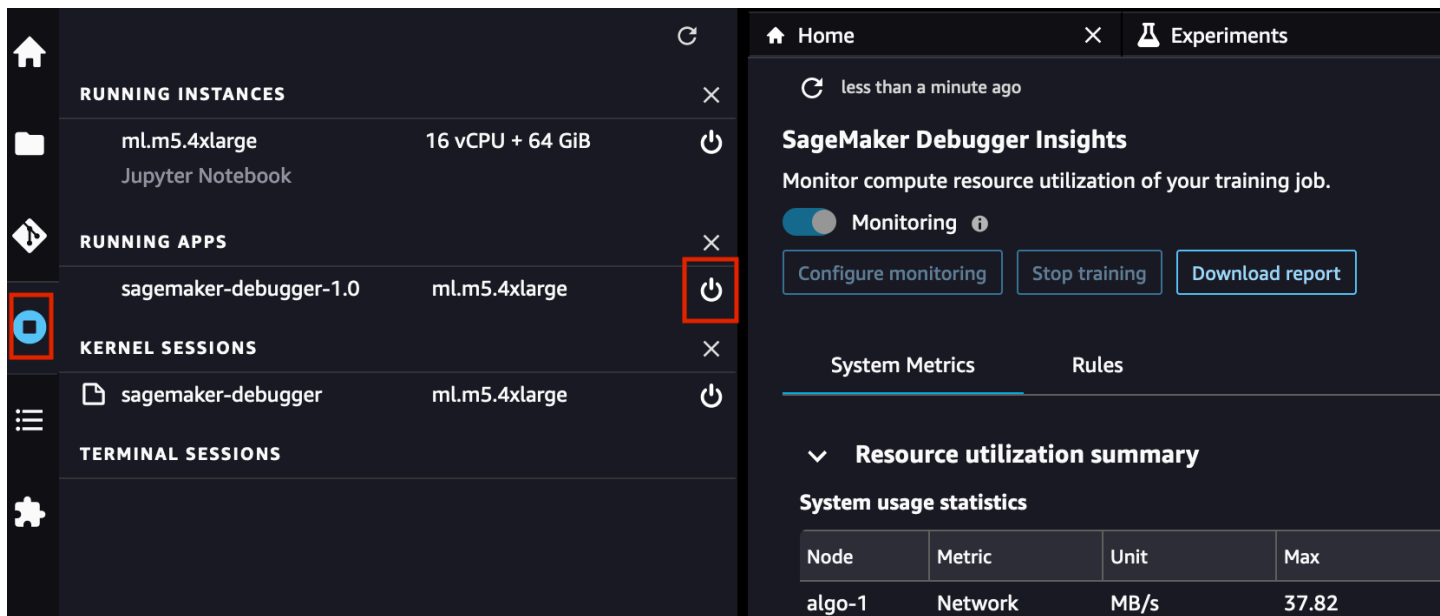 RUNNING INSTANCES
ml.m5.4xlarge 16 vCPU + 64 GiB
Jupyter Notebook
RUNNING APPS
sagemaker-debugger-1.0 ml.m5.4xlarge
KERNEL SESSIONS
sagemaker-debugger ml.m5.4xlarge
TERMINAL SESSIONS
Home Experiments
less than a minute ago
SageMaker Debugger Insights
Monitor compute resource utilization of your training job.
Monitoring
Configure monitoring Stop training Download report
System Metrics Rules
Resource utilization summary
System usage statistics
Node Metric Unit Max
algo-1 Network MB/s 37.82